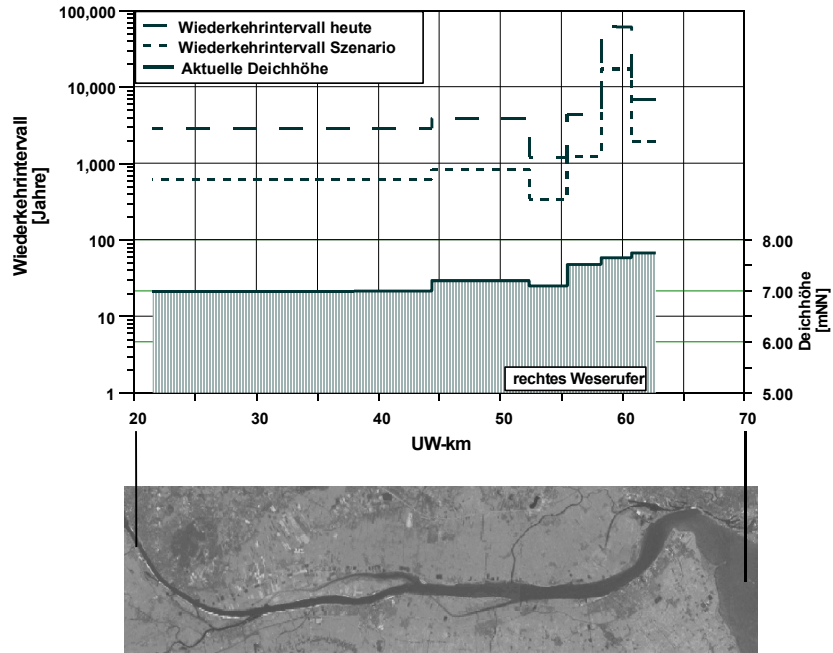 100,000
10,000
1,000
100
10
1
Wiederkehrintervall
[Jahre]
Wiederkehrintervall heute
Wiederkehrintervall Szenario
Aktuelle Deichhöhe
8.00
7.00
6.00
5.00
Deichhöhe
[mNN]
rechtes Weserufer
20 30 40 50 60 70
UW-km